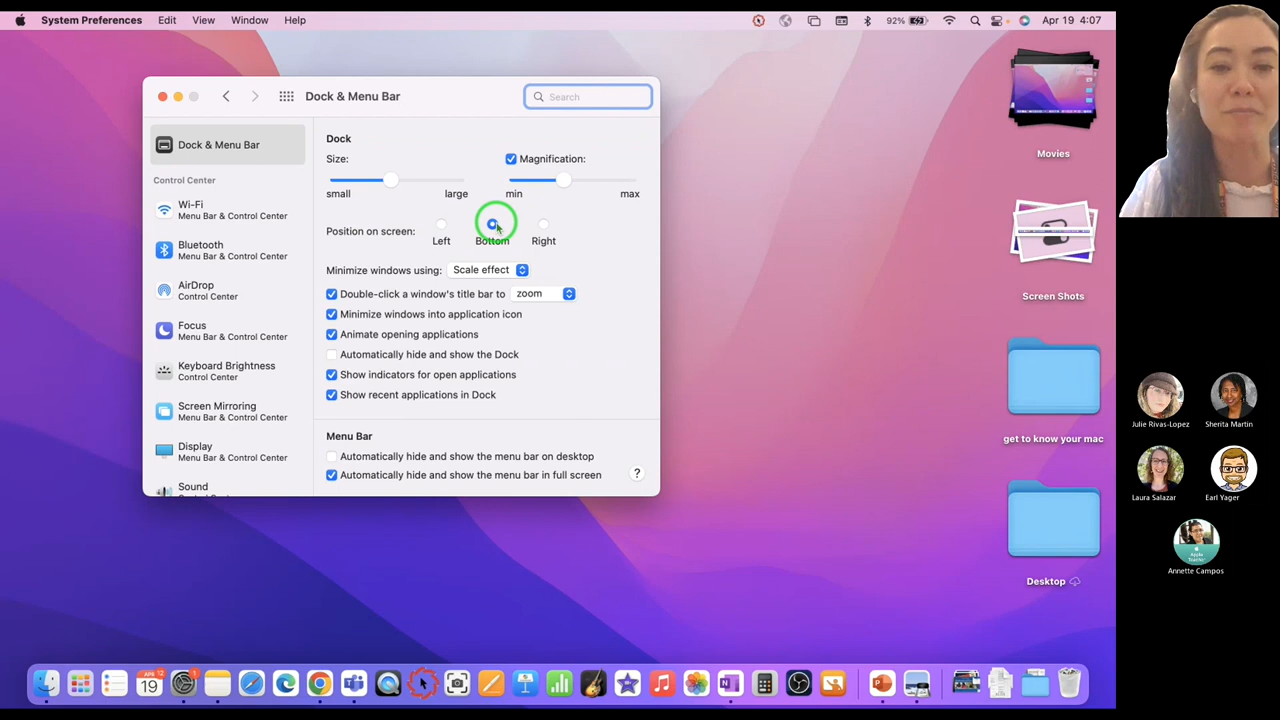 System Preferences Edit View Window Help
92% Apr 19 4:07
Dock & Menu Bar
Search
Dock & Menu Bar
Control Center
Wi-Fi
Menu Bar & Control Center
Bluetooth
Menu Bar & Control Center
AirDrop
Control Center
Focus
Menu Bar & Control Center
Keyboard Brightness
Control Center
Screen Mirroring
Menu Bar & Control Center
Display
Menu Bar & Control Center
Sound
Dock
Size:
small large
Magnification:
min max
Position on screen:
Left Bottom Right
Minimize windows using: Scale effect
Double-click a window's title bar to zoom
Minimize windows into application icon
Animate opening applications
Automatically hide and show the Dock
Show indicators for open applications
Show recent applications in Dock
Menu Bar
Automatically hide and show the menu bar on desktop
Automatically hide and show the menu bar in full screen
?
Movies
Screen Shots
get to know your mac
Desktop
Julie Rivas-Lopez Sherita Martin
Laura Salazar Earl Yager
Annette Campos
APR
19
12
1